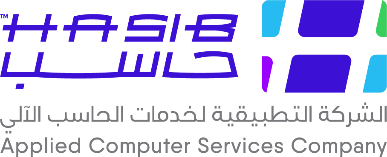 HASIB™
حاسب
الشركة التطبيقية لخدمات الحاسب الآلي
Applied Computer Services Company